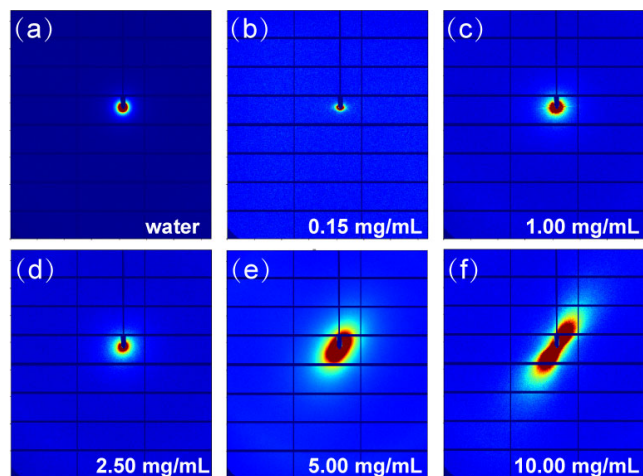 (a)
(b)
(c)
water
0.15 mg/mL
1.00 mg/mL
(d)
(e)
(f)
2.50 mg/mL
5.00 mg/mL
10.00 mg/mL